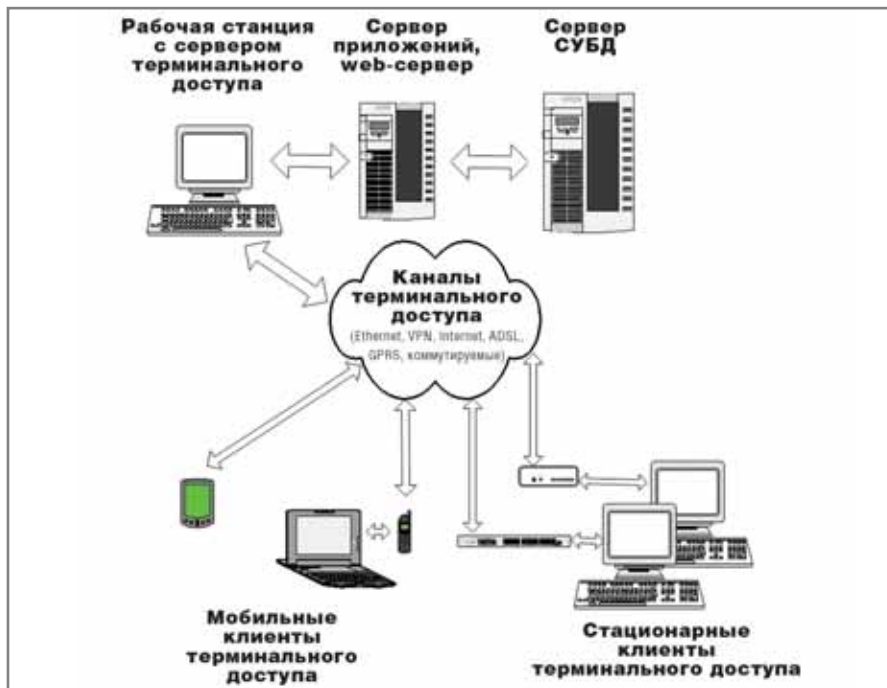 Рабочая станция
с сервером
терминального
доступа
Сервер
приложений,
web-сервер
Сервер
СУБД
Каналы
терминального
доступа
(Ethernet, VPN, Internet, ADSL,
GPRS, коммутируемые)
Мобильные
клиенты
терминального
доступа
Стационарные
клиенты
терминального доступа